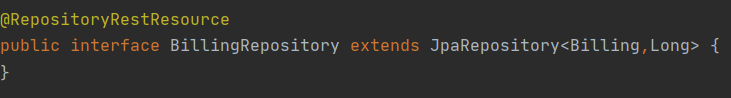 @RepositoryRestResource
public interface BillingRepository extends JpaRepository<Billing,Long> {
}